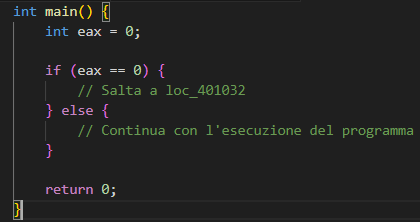 int main() {
    int eax = 0;

    if (eax == 0) {
        // Salta a loc_401032
    } else {
        // Continua con l'esecuzione del programma
    }

    return 0;
}